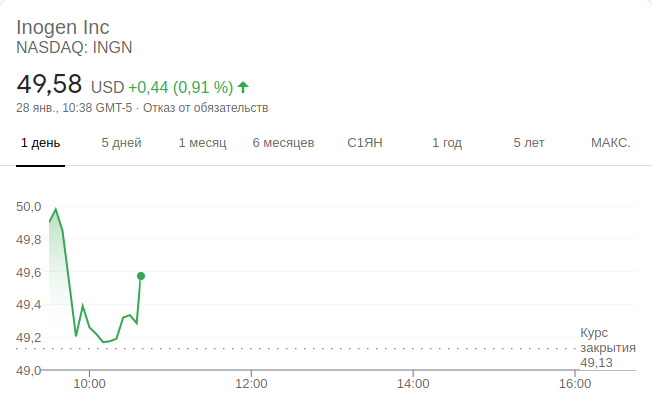 Inogen Inc
NASDAQ: INGN
49,58 USD +0,44 (0,91 %)
28 янв., 10:38 GMT-5 · Отказ от обязательств
1 день 5 дней 1 месяц 6 месяцев С1ЯН 1 год 5 лет МАКС.
50,0
49,8
49,6
49,4
49,2
Курс
закрытия
49,13
49,0
10:00 12:00 14:00 16:00